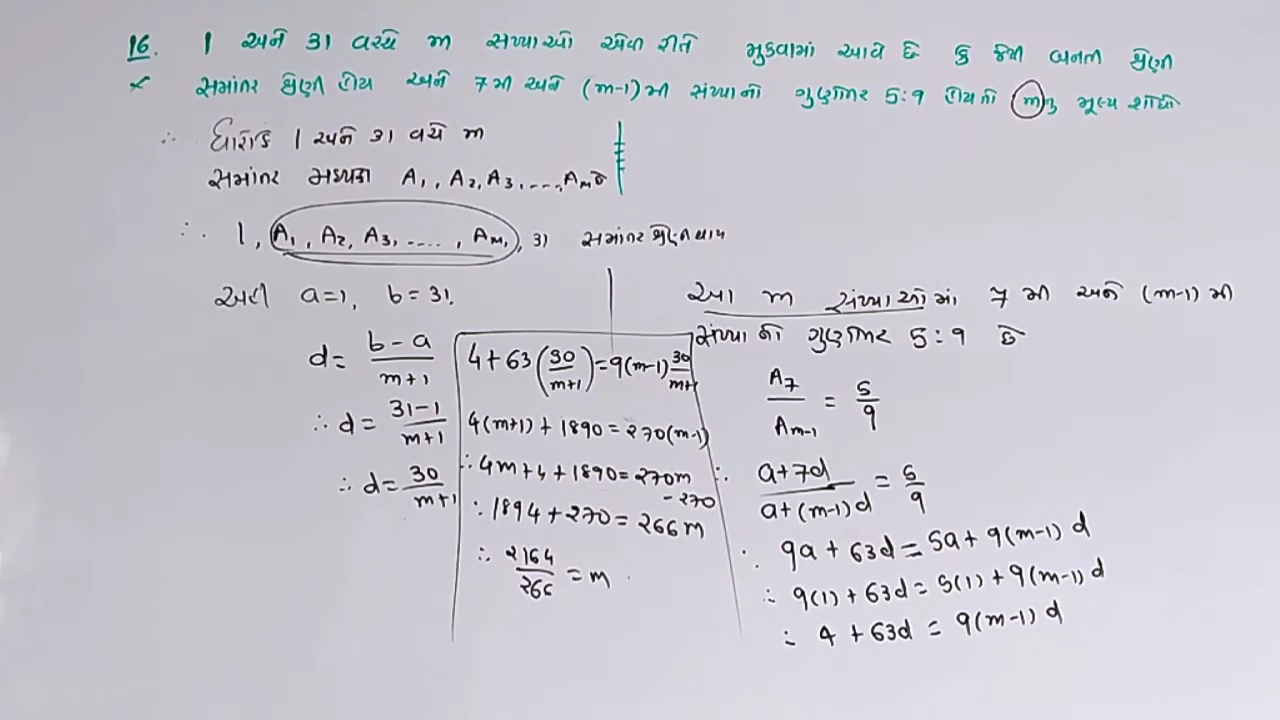 16. 1 અને 31 વચ્ચે m સંખ્યાઓ એવી રીતે મુકવામાં આવે છે કે જેથી બનતી શ્રેણી
સમાંતર શ્રેણી હોય અને 7મી અને (m-1)મી સંખ્યાનો ગુણોત્તર 5:9 હોય તો m નું મૂલ્ય શોધો
∴ ધારોકે 1 અને 31 વચ્ચે m
સમાંતર મધ્યકો A₁, A₂, A₃, ...., Am છે
∴ 1, A₁, A₂, A₃, ...., Am, 31 સમાંતર શ્રેણી થાય
અહીં a=1, b=31.
d = (b-a)/(m+1)
∴ d = (31-1)/(m+1)
∴ d = 30/(m+1)
આ m સંખ્યાઓમાં 7મી અને (m-1)મી
સંખ્યાનો ગુણોત્તર 5:9 છે
A₇/Am-1 = 5/9
∴ (a+7d)/(a+(m-1)d) = 5/9
∴ 9a + 63d = 5a + 9(m-1)d
∴ 9(1) + 63d = 5(1) + 9(m-1)d
∴ 4 + 63d = 9(m-1)d
4 + 63(30/(m+1)) = 9(m-1) 30/(m+1)
4(m+1) + 1890 = 270(m-1)
∴ 4m + 4 + 1890 = 270m - 270
∴ 1894 + 270 = 266m
∴ 2164/266 = m